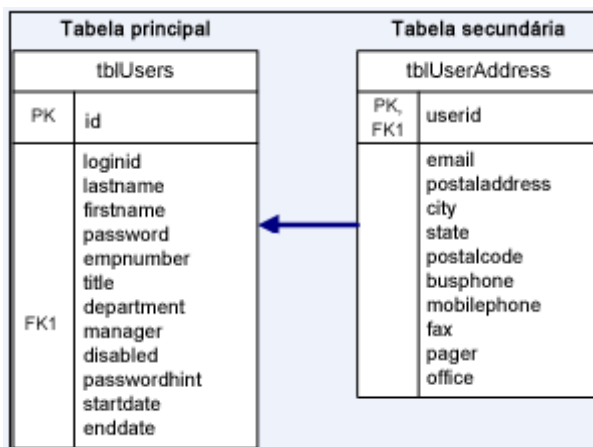 Tabela principal
tblUsers
PK
id
FK1
loginid
lastname
firstname
password
empnumber
title
department
manager
disabled
passwordhint
startdate
enddate
Tabela secundária
tblUserAddress
PK,
FK1
userid
email
postaladdress
city
state
postalcode
busphone
mobilephone
fax
pager
office